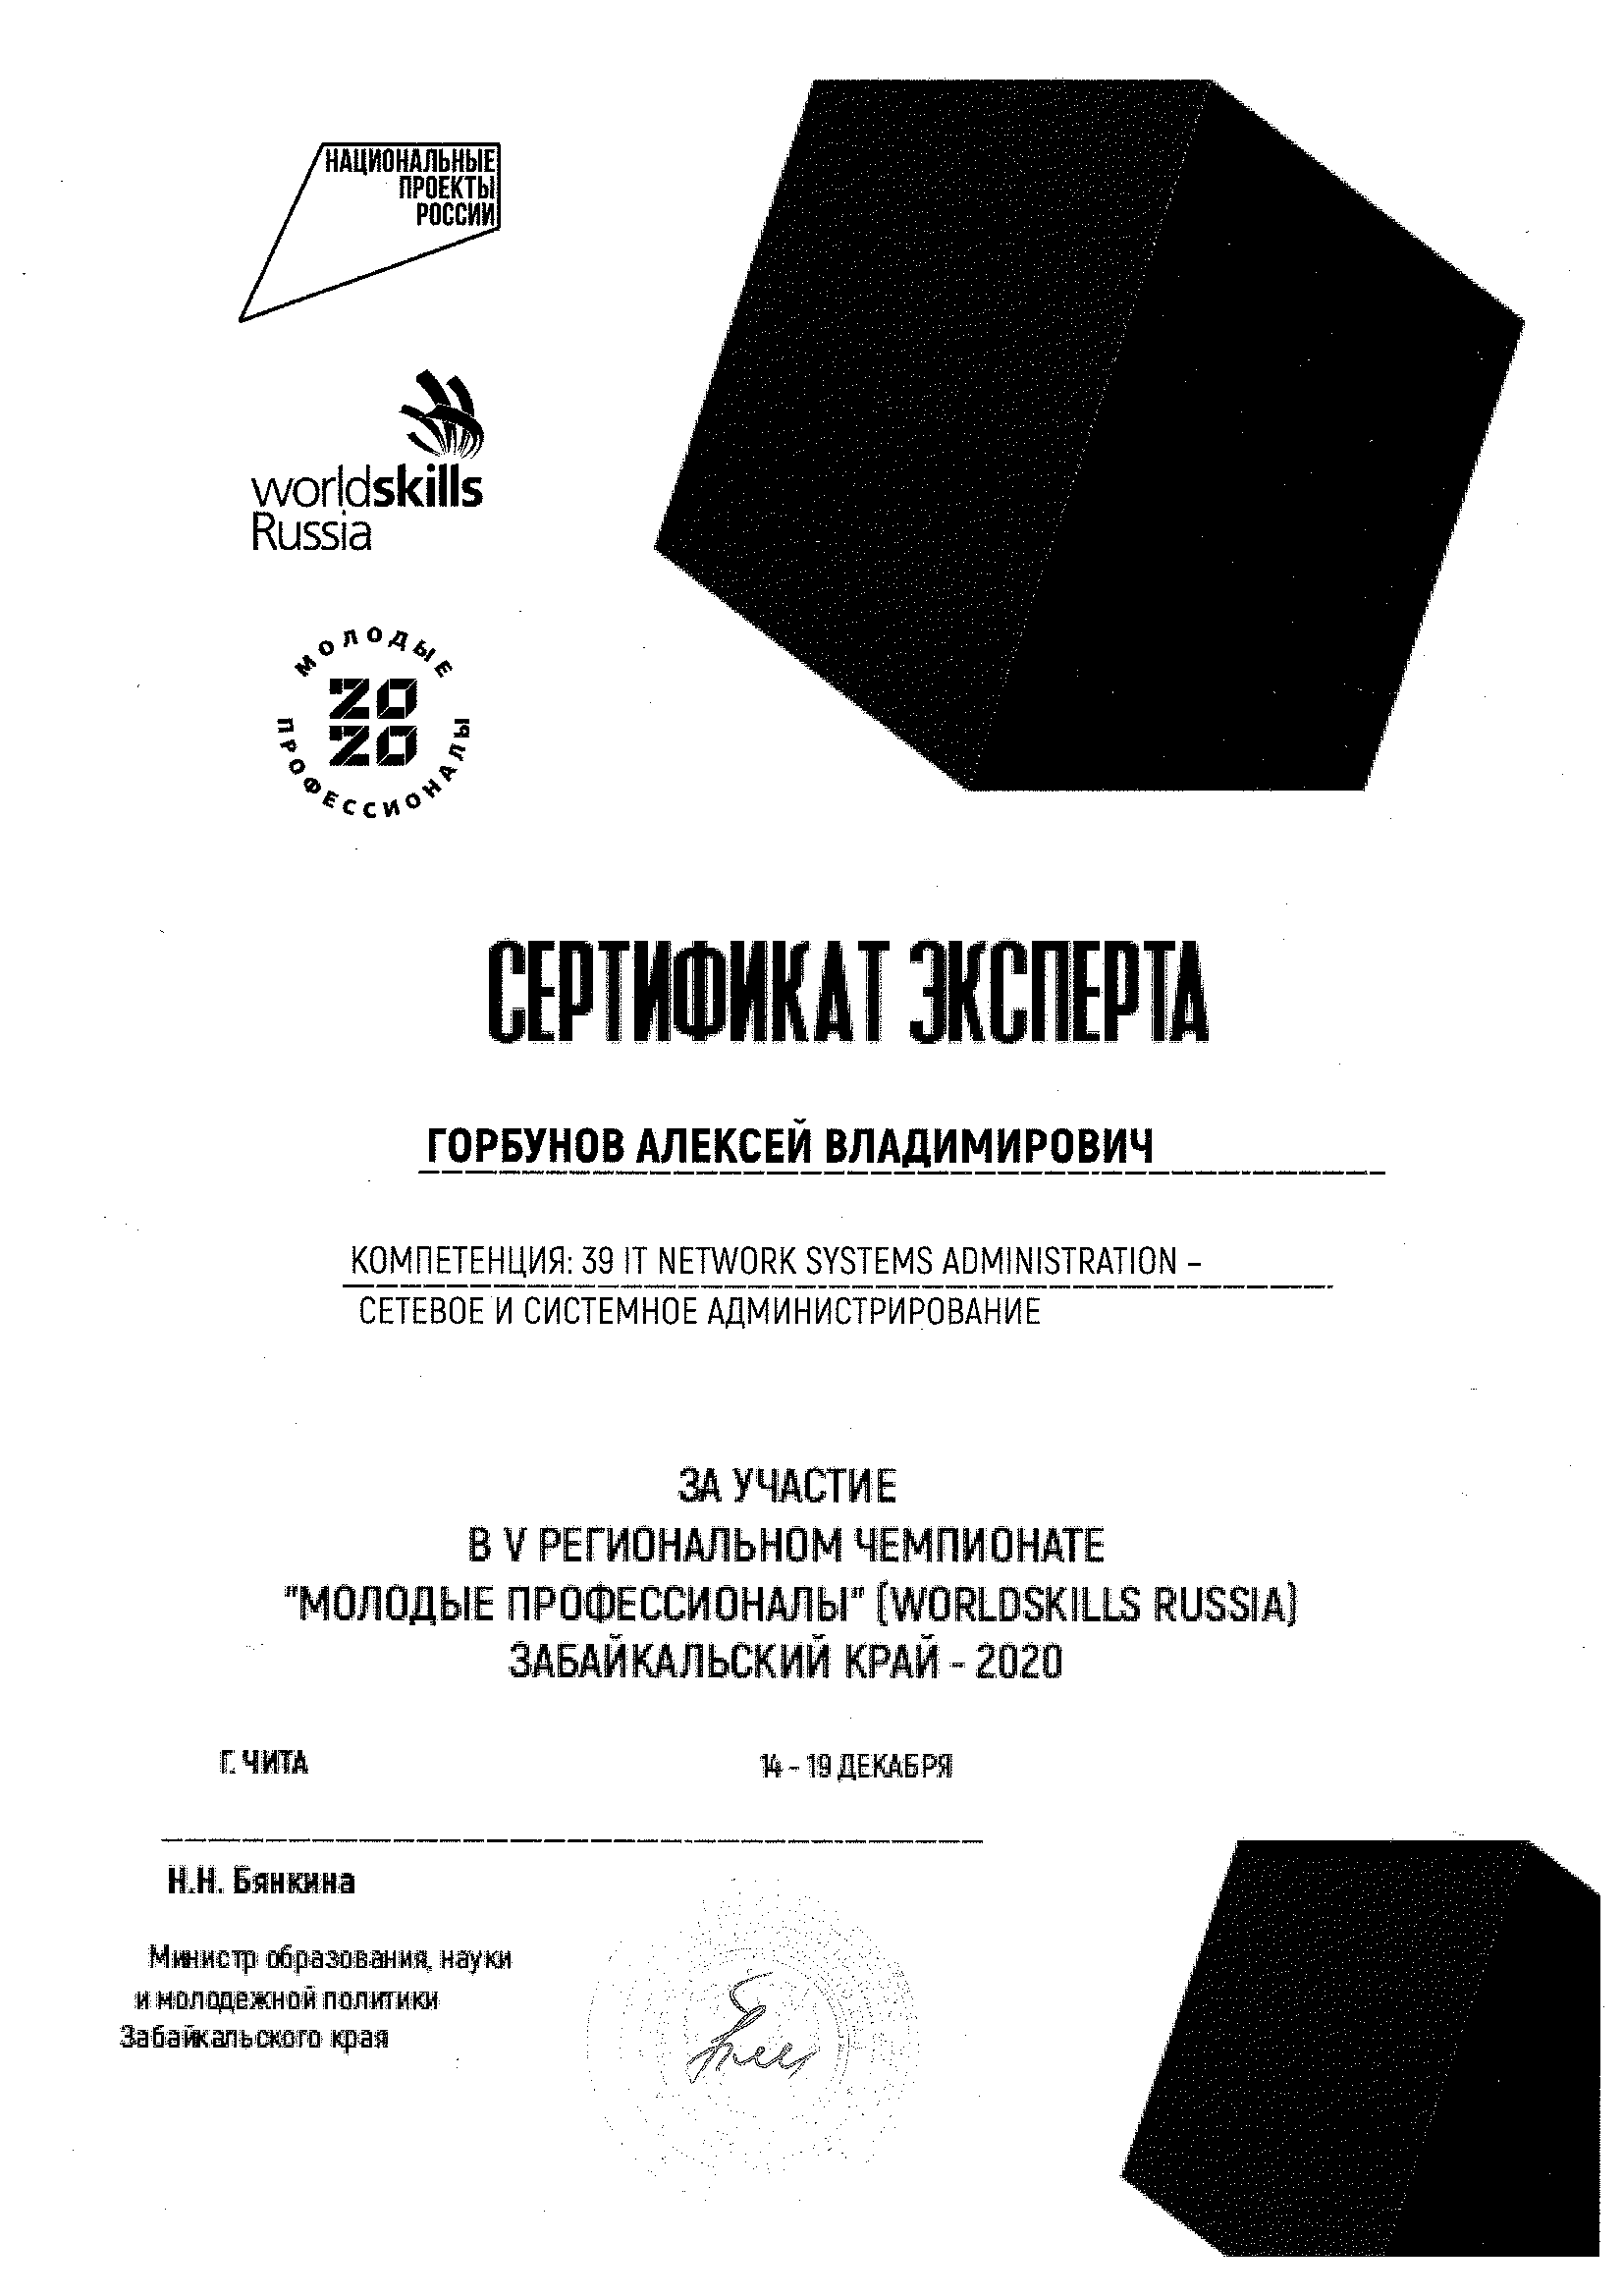 НАЦИОНАЛЬНЫЕ
ПРОЕКТЫ
РОССИИ
worldskills
Russia
МОЛОДЫЕ
20
20
ПРОФЕССИОНАЛЫ
СЕРТИФИКАТ ЭКСПЕРТА
ГОРБУНОВ АЛЕКСЕЙ ВЛАДИМИРОВИЧ
КОМПЕТЕНЦИЯ: 39 IT NETWORK SYSTEMS ADMINISTRATION –
СЕТЕВОЕ И СИСТЕМНОЕ АДМИНИСТРИРОВАНИЕ
ЗА УЧАСТИЕ
В V РЕГИОНАЛЬНОМ ЧЕМПИОНАТЕ
"МОЛОДЫЕ ПРОФЕССИОНАЛЫ" (WORLDSKILLS RUSSIA)
ЗАБАЙКАЛЬСКИЙ КРАЙ - 2020
Г. ЧИТА
14 - 19 ДЕКАБРЯ
Н.Н. Бянкина
Министр образования, науки
и молодежной политики
Забайкальского края